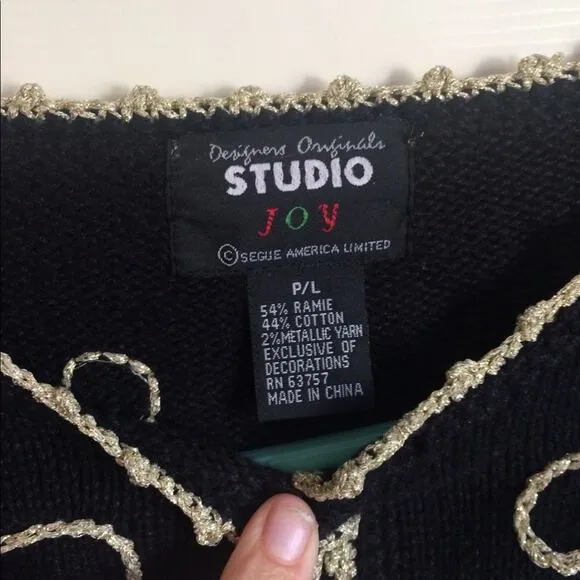 Designers Originals
STUDIO
JOY
© SEGUE AMERICA LIMITED
P/L
54% RAMIE
44% COTTON
2% METALLIC YARN
EXCLUSIVE OF
DECORATIONS
RN 63757
MADE IN CHINA